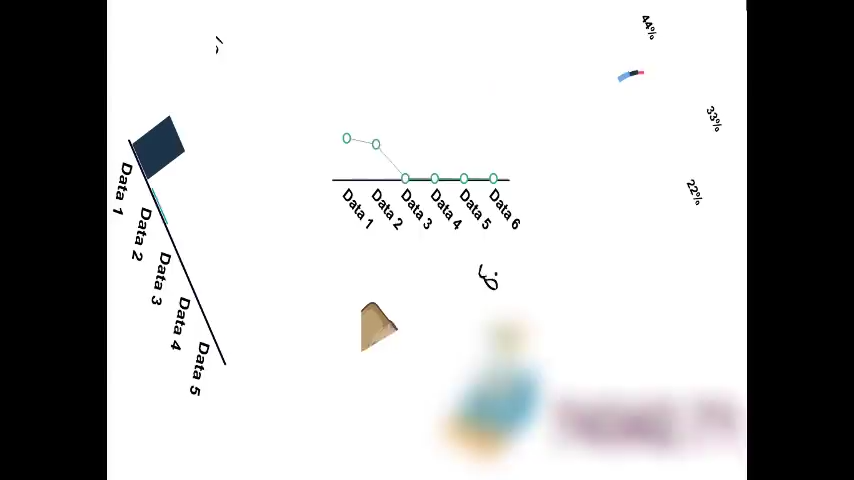 44%
33%
22%
Data 1
Data 2
Data 3
Data 4
Data 5
Data 6
Data 1
Data 2
Data 3
Data 4
Data 5